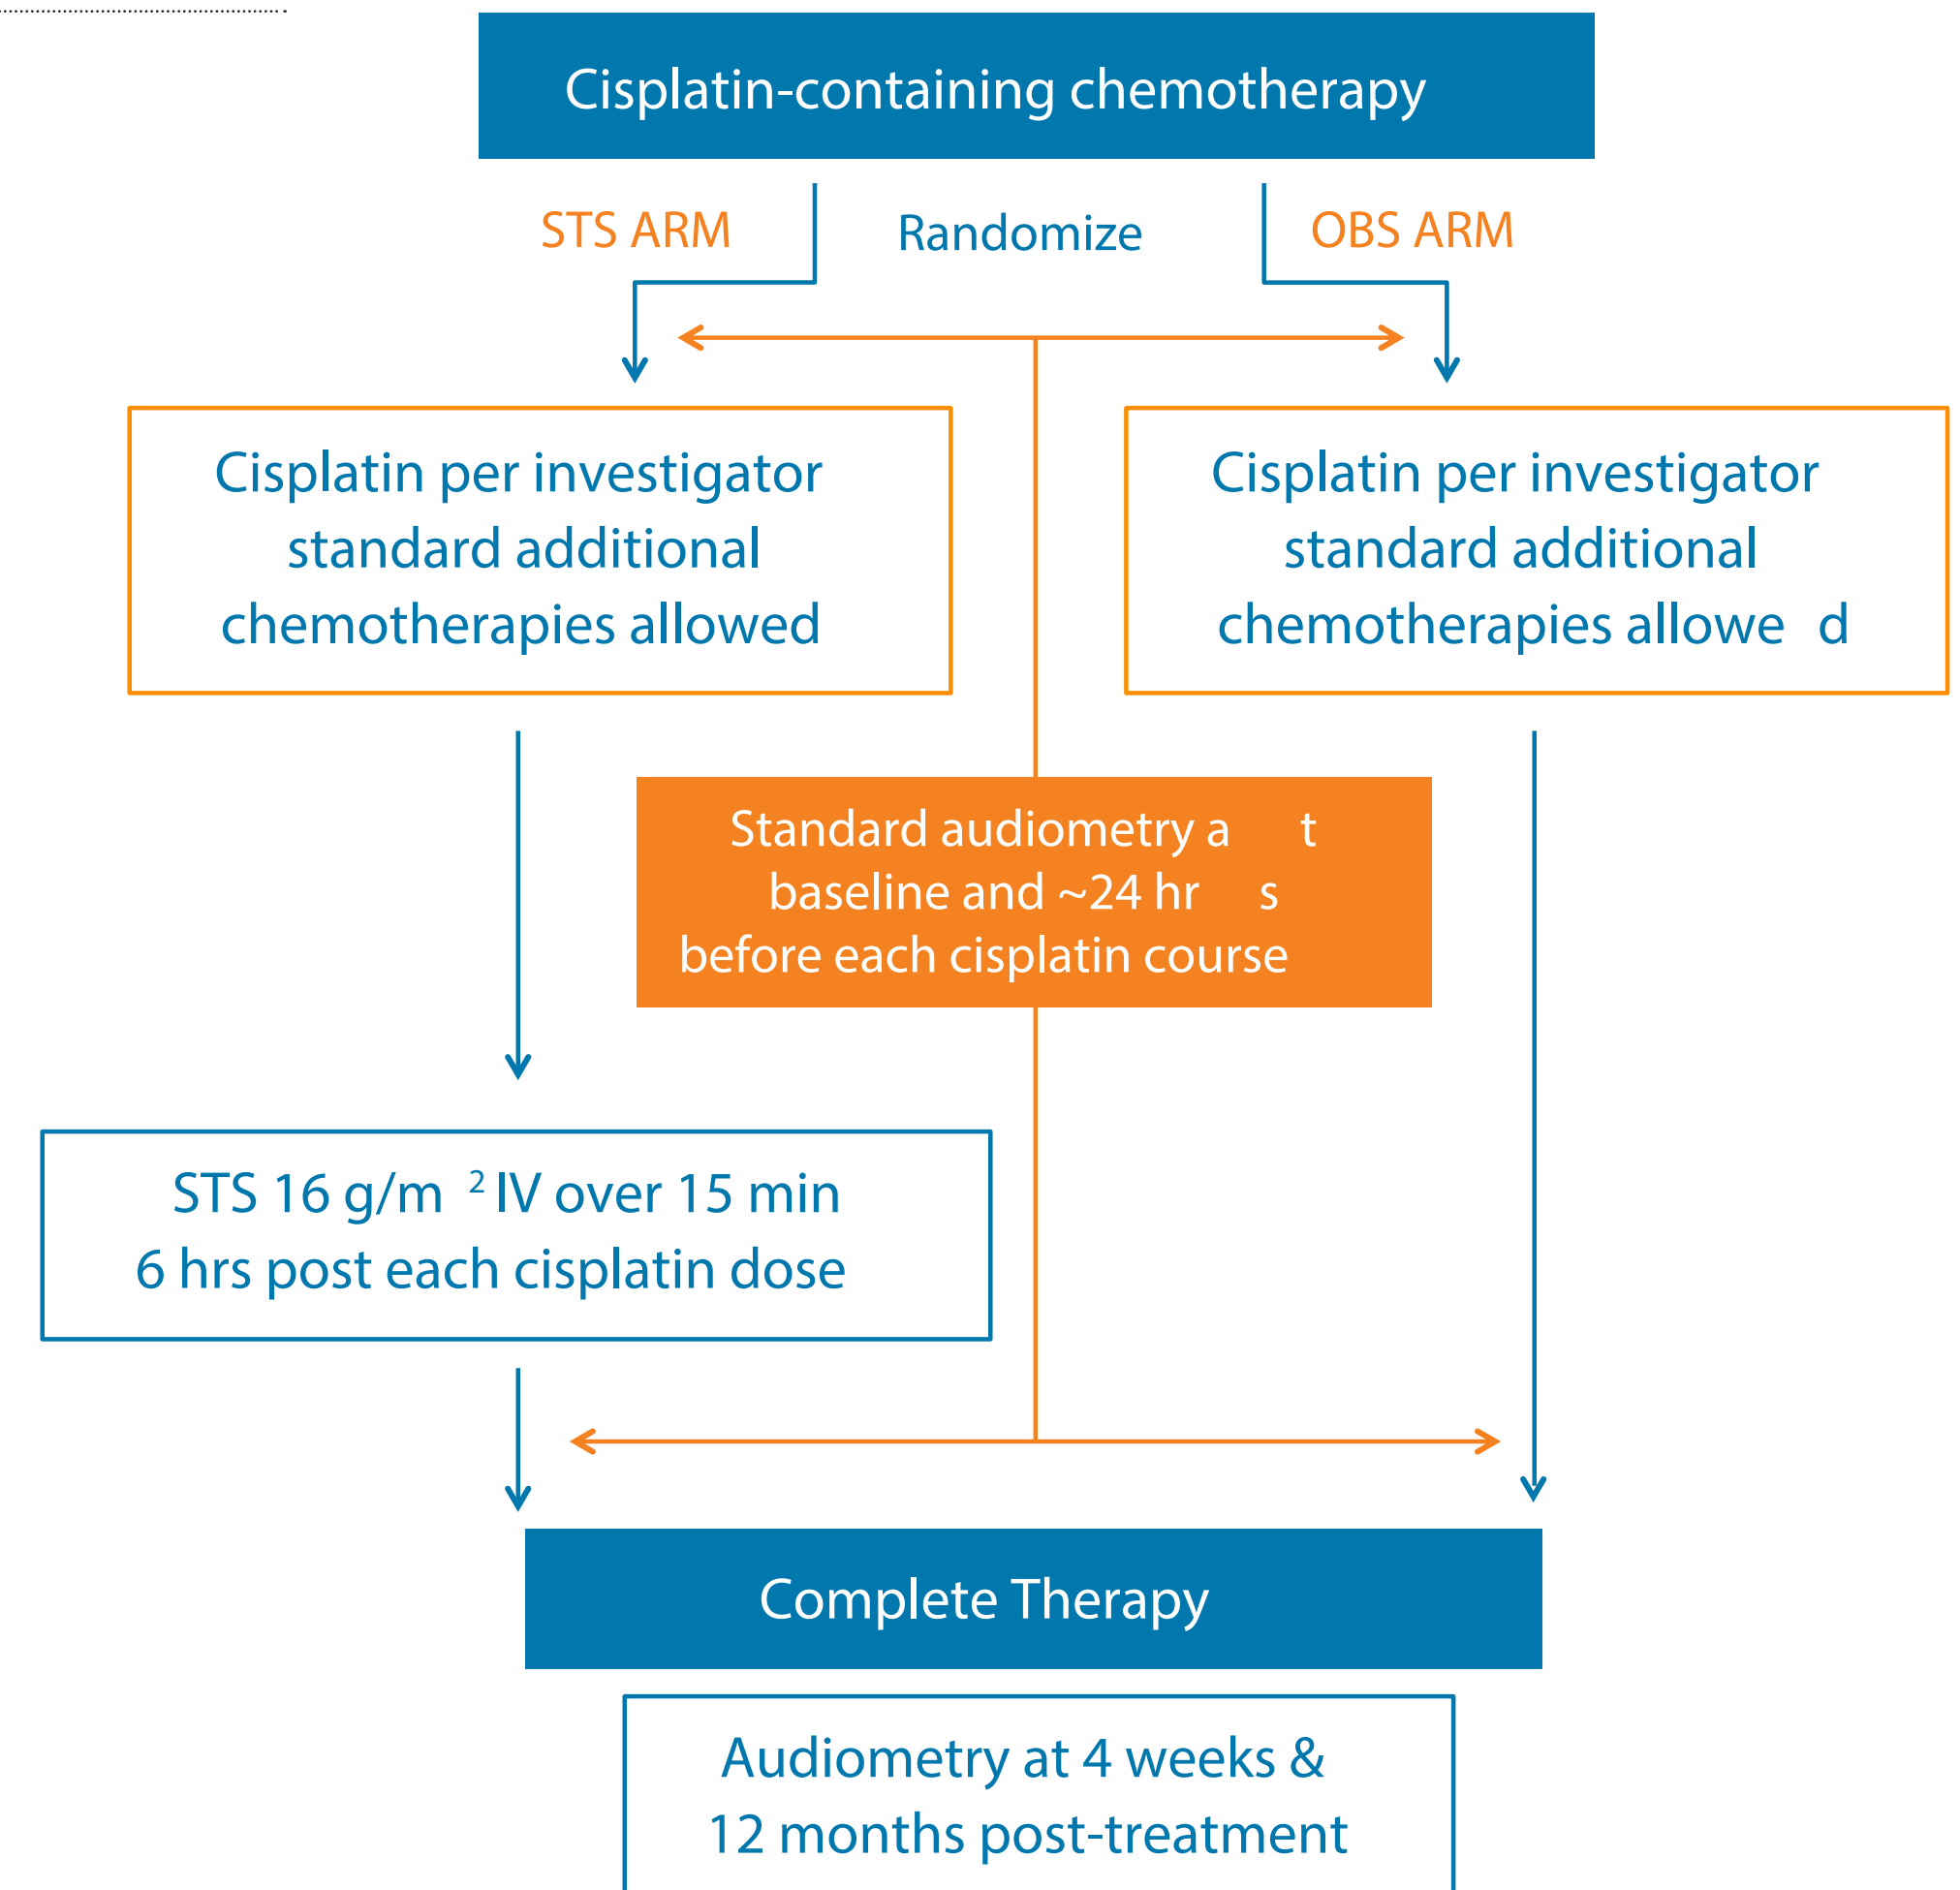 Cisplatin-containing chemotherapy
STS ARM
Randomize
OBS ARM
Cisplatin per investigator
standard additional
chemotherapies allowed
Cisplatin per investigator
standard additional
chemotherapies allowe d
Standard audiometry a t
baseline and ~24 hr s
before each cisplatin course
STS 16 g/m ² IV over 15 min
6 hrs post each cisplatin dose
Complete Therapy
Audiometry at 4 weeks &
12 months post-treatment